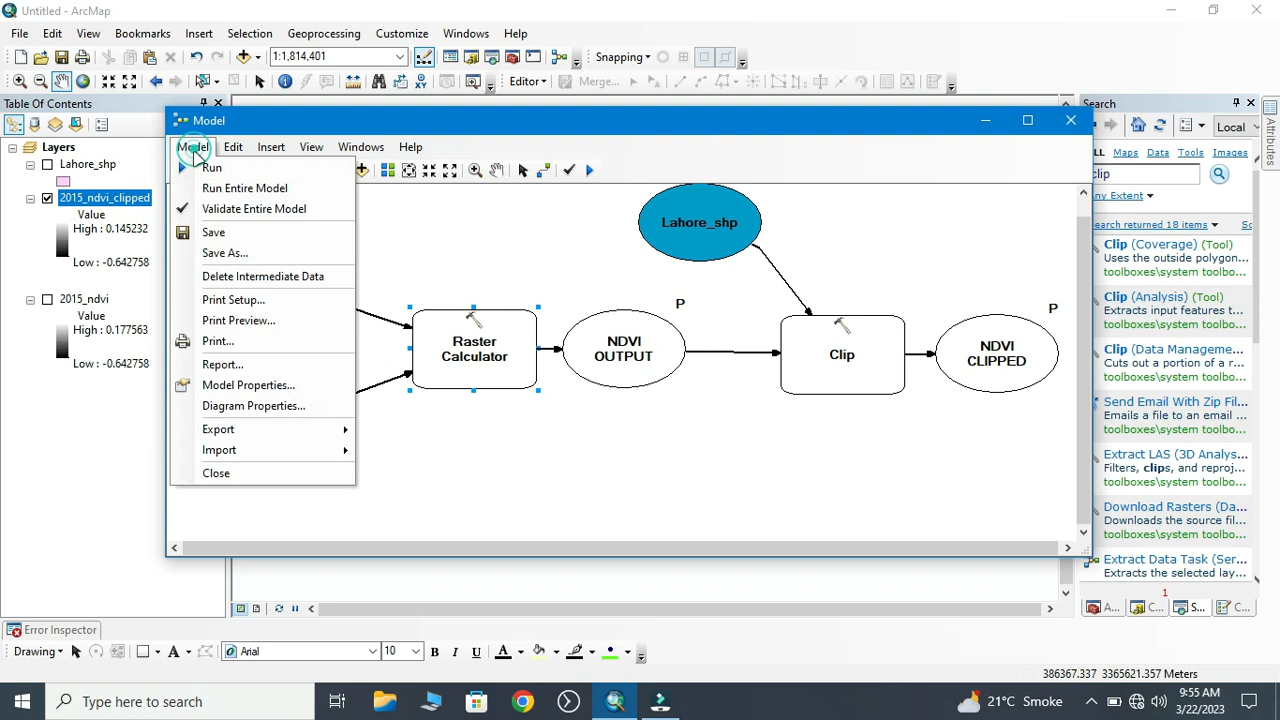 Untitled - ArcMap
File Edit View Bookmarks Insert Selection Geoprocessing Customize Windows Help
1:1,814,401 Snapping
Editor Merge...
Table Of Contents
Layers
Lahore_shp
2015_ndvi_clipped
Value
High : 0.145232
Low : -0.642758
2015_ndvi
Value
High : 0.177563
Low : -0.642758
Model
Model Edit Insert View Windows Help
Run
Run Entire Model
Validate Entire Model
Save
Save As...
Delete Intermediate Data
Print Setup...
Print Preview...
Print...
Report...
Model Properties...
Diagram Properties...
Export
Import
Close
Lahore_shp
Raster
Calculator
NDVI
OUTPUT
P
Clip
NDVI
CLIPPED
P
Search
Local
ALL Maps Data Tools Images
clip
Any Extent
Search returned 18 items
Clip (Coverage) (Tool)
Uses the outside polygon...
toolboxes\system toolbo...
Clip (Analysis) (Tool)
Extracts input features t...
toolboxes\system toolbo...
Clip (Data Manageme...
Cuts out a portion of a r...
toolboxes\system toolbo...
Send Email With Zip Fil...
Emails a file to an email ...
toolboxes\system toolbo...
Extract LAS (3D Analys...
Filters, clips, and reproj...
toolboxes\system toolbo...
Download Rasters (Da...
Downloads the source fil...
toolboxes\system toolbo...
Extract Data Task (Ser...
Extracts the selected lay...
1
A... C... S... C...
Attributes
Error Inspector
Drawing Arial 10 B I U A
386367.337 3365621.357 Meters
Type here to search
21°C Smoke
9:55 AM
3/22/2023